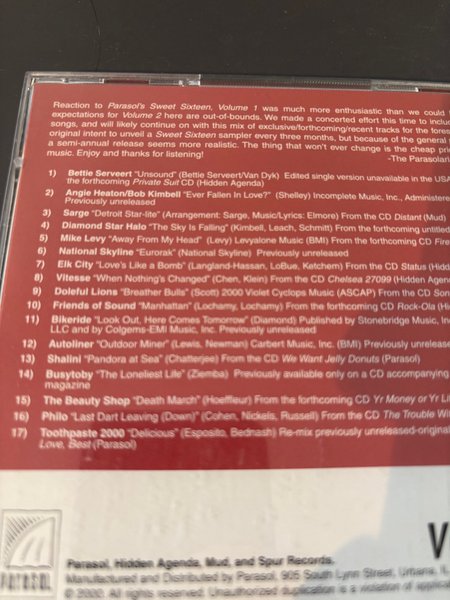 Reaction to Parasol's Sweet Sixteen, Volume 1 was much more enthusiastic than we could
expectations for Volume 2 here are out-of-bounds. We made a concerted effort this time to inclu
songs, and will likely continue on with this mix of exclusive/forthcoming/recent tracks for the fores
original intent to unveil a Sweet Sixteen sampler every three months, but because of the general
a semi-annual release seems more realistic. The thing that won't ever change is the cheap pri
music. Enjoy and thanks for listening!
-The Parasolar
1) Bettie Serveert "Unsound" (Bettie Serveert/Van Dyk) Edited single version unavailable in the USA
the forthcoming Private Suit CD (Hidden Agenda)
2) Angie Heaton/Bob Kimbell "Ever Fallen In Love?" (Shelley) Incomplete Music, Inc., Administere
Previously unreleased
3) Sarge "Detroit Star-lite" (Arrangement: Sarge, Music/Lyrics: Elmore) From the CD Distant (Mud)
4) Diamond Star Halo "The Sky is Falling" (Kimbell, Leach, Schmitt) From the forthcoming untitled
5) Mike Levy "Away From My Head" (Levy) Levyalone Music (BMI) From the forthcoming CD Fire
6) National Skyline "Eurorak" (National Skyline) Previously unreleased
7) Elk City "Love's Like a Bomb" (Langland-Hassan, LoBue, Ketchem) From the CD Status (Hidd
8) Vitesse "When Nothing's Changed" (Chen, Klein) From the CD Chelsea 27099 (Hidden Agen
9) Doleful Lions "Breather Bulls" (Scott) 2000 Violet Cyclops Music (ASCAP) From the CD Son
10) Friends of Sound "Manhattan" (Lochamy, Lochamy) From the forthcoming CD Rock-Ola (Hi
11) Bikeride "Look Out, Here Comes Tomorrow" (Diamond) Published by Stonebridge Music, In
LLC and by Colgems-EMI Music, Inc. Previously unreleased
12) Autoliner "Outdoor Miner" (Lewis, Newman) Carbert Music, Inc. (BMI) Previously unrelease
13) Shalini "Pandora at Sea" (Chatterjee) From the CD We Want Jelly Donuts (Parasol)
14) Busytoby "The Loneliest Life" (Ziemba) Previously available only on a CD accompanying
magazine
15) The Beauty Shop "Death March" (Hoeffleur) From the forthcoming CD Yr Money or Yr Li
16) Philo "Last Dart Leaving (Down)" (Cohen, Nickels, Russell) From the CD The Trouble Wi
17) Toothpaste 2000 "Delicious" (Esposito, Bednash) Re-mix previously unreleased-original
Love, Best (Parasol)
V
PARASOL
Parasol, Hidden Agenda, Mud, and Spur Records.
Manufactured and Distributed by Parasol, 905 South Lynn Street, Urbana, IL
© 2000. All rights reserved. Unauthorized duplication is a violation of applica